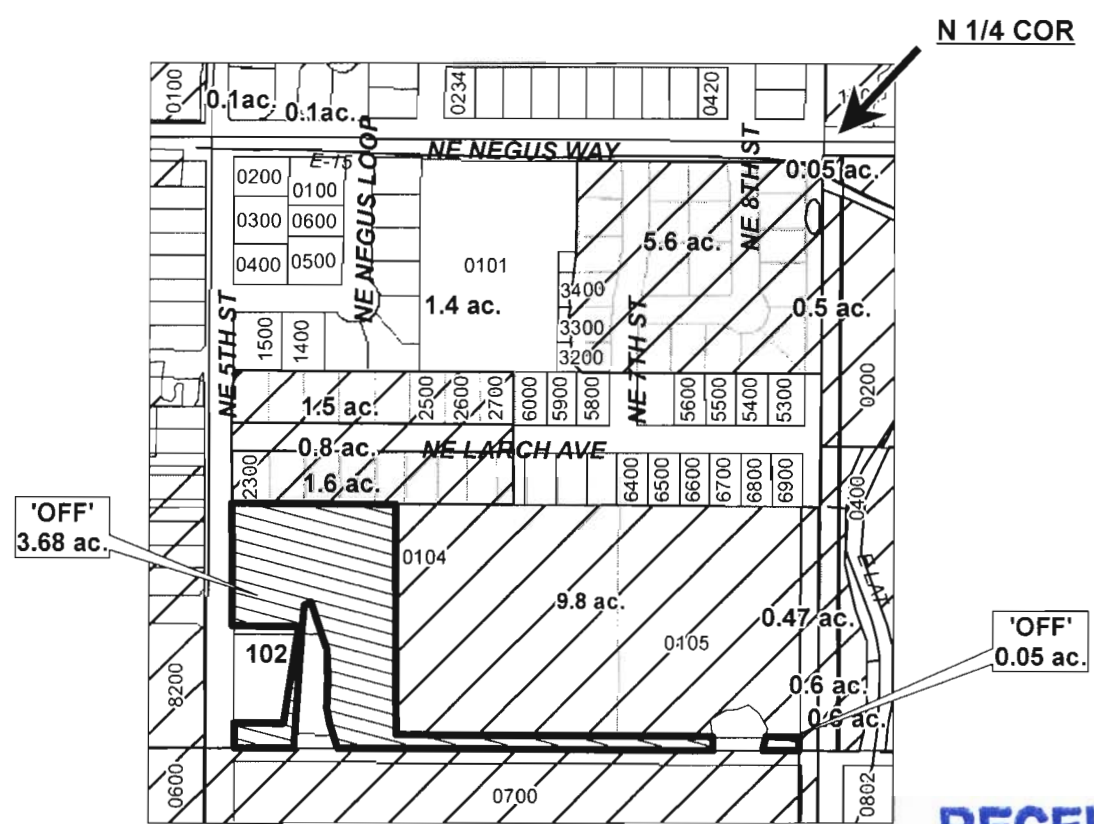 N 1/4 COR
0100
0.1ac.
0.1ac.
0234
0420
NE NEGUS WAY
E-15
NE NEGUS LOOP
NE 8TH ST
0.05 ac.
0200
0100
0300
0600
0400
0500
0101
1.4 ac.
5.6 ac.
0.5 ac.
3400
3300
3200
NE 7TH ST
NE 5TH ST
1500
1400
0200
1.5 ac.
2500
2600
2700
6000
5900
5800
5600
5500
5400
5300
0.8 ac.
NE LARCH AVE
2300
1.6 ac.
6400
6500
6600
6700
6800
6900
0400
'OFF'
3.68 ac.
0104
9.8 ac.
0105
0.47 ac.
'OFF'
0.05 ac.
102
0.6 ac.
0.6 ac.
8200
0600
0700
0802